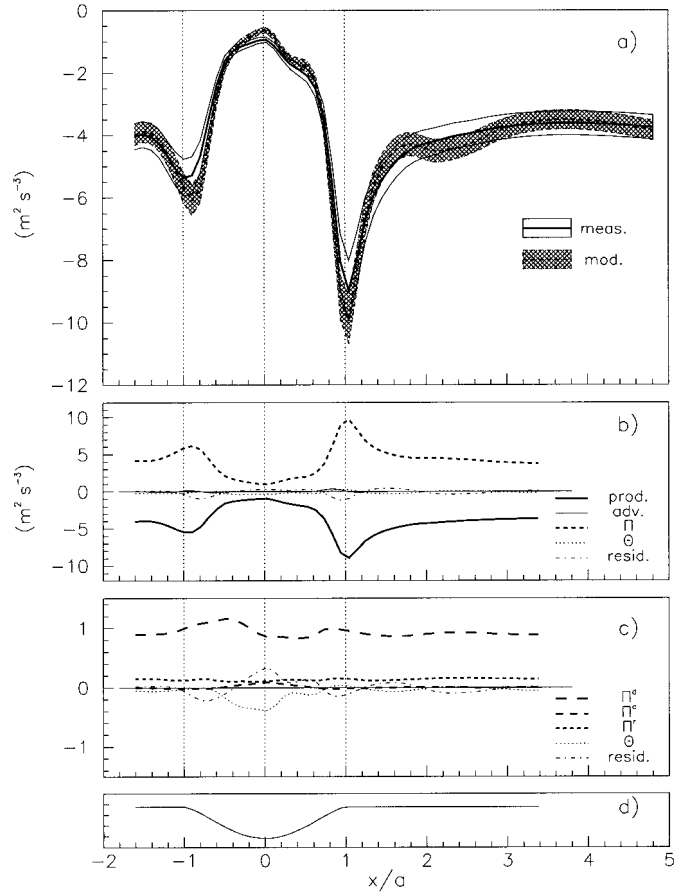 0
−2
−4
−6
−8
−10
−12
(m² s⁻³)
a)
meas.
mod.
10
5
0
−5
−10
(m² s⁻³)
b)
prod.
adv.
Π
Θ
resid.
1
0
−1
c)
Πᵈ
Πᶜ
Πʳ
Θ
resid.
d)
−2 −1 0 1 2 3 4 5
x/a